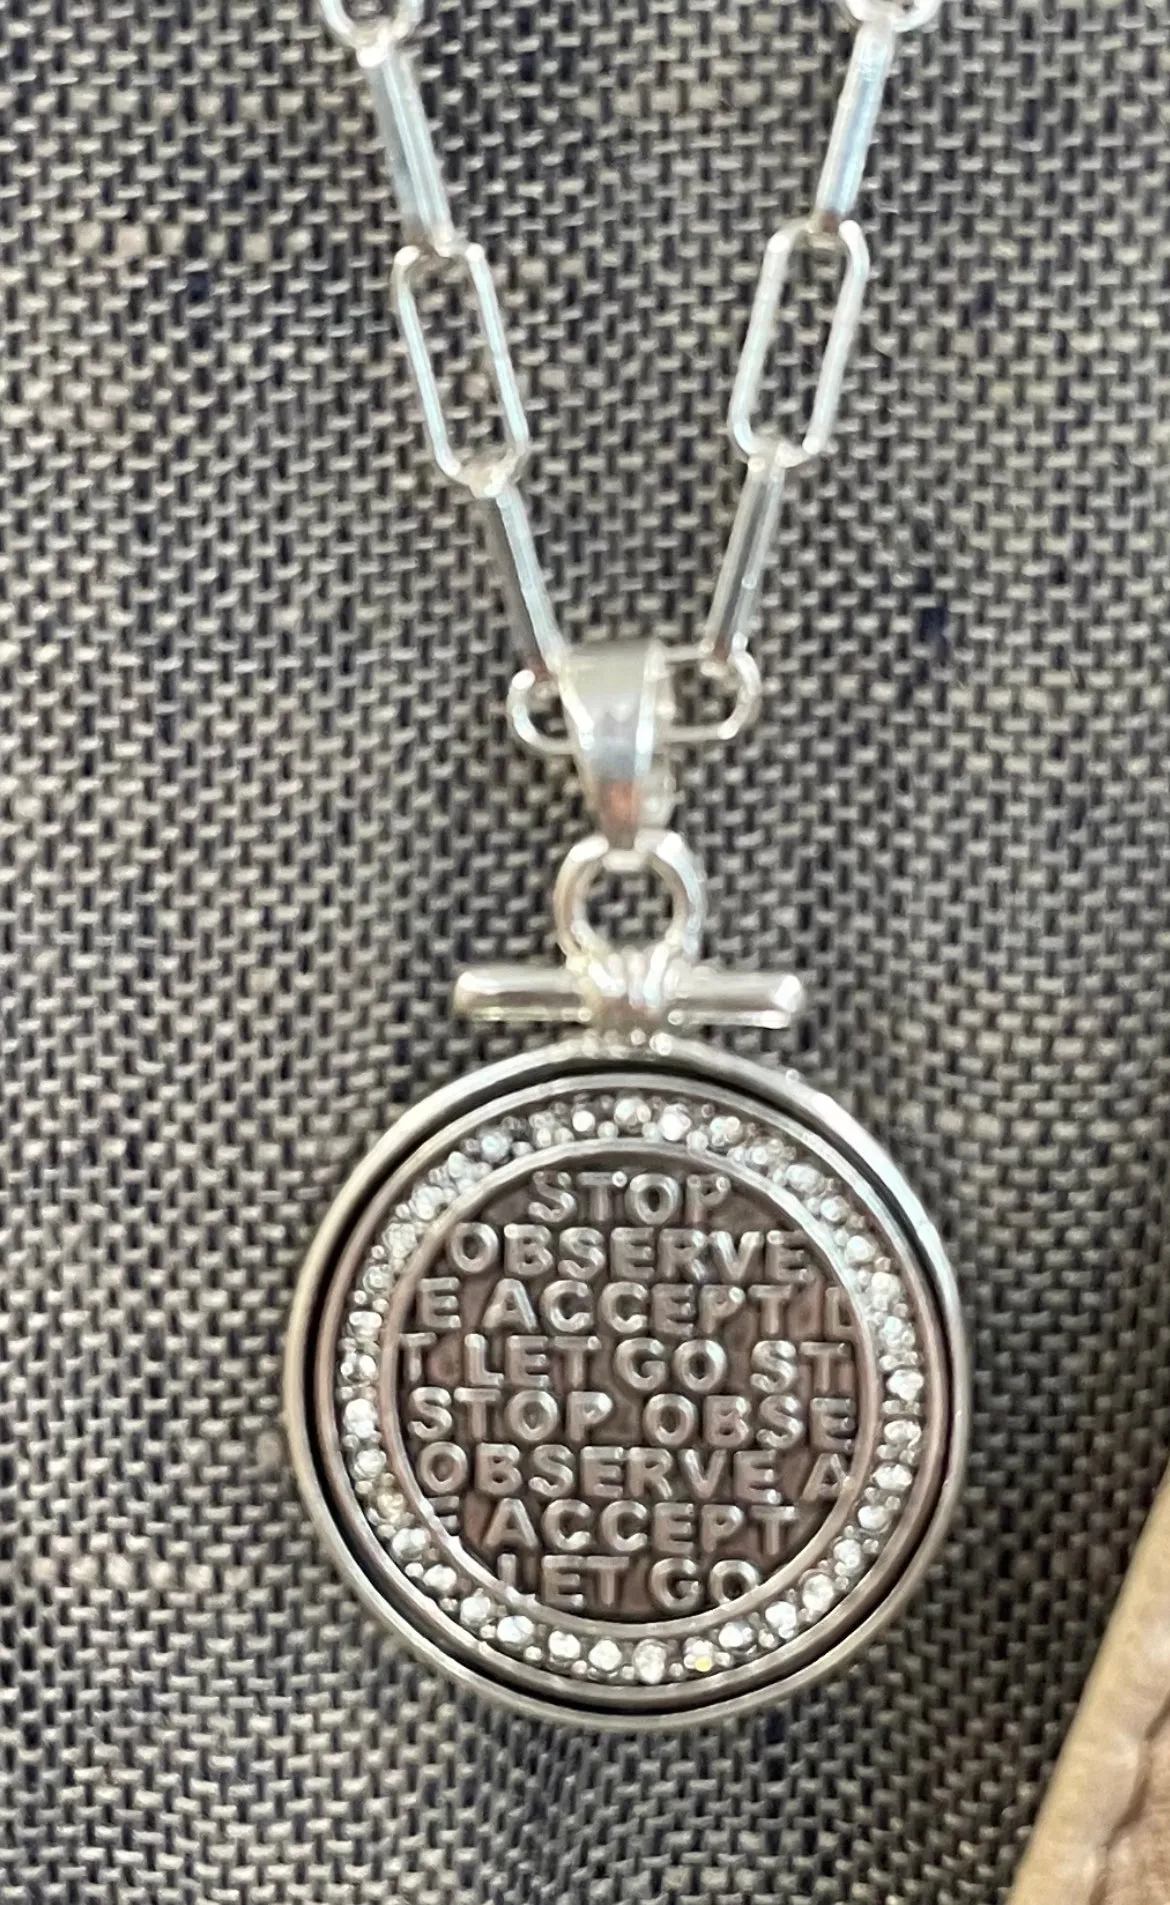 STOP
OBSERVE
E ACCEPT L
T LET GO ST
STOP OBSE
OBSERVE A
E ACCEPT
LET GO